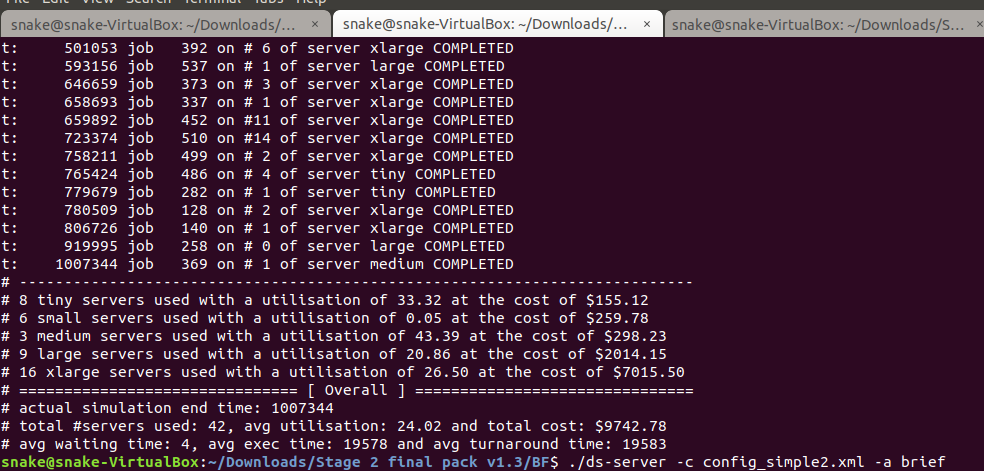 File Edit View Search Terminal Tabs Help
snake@snake-VirtualBox: ~/Downloads/... ×
snake@snake-VirtualBox: ~/Downloads/... ×
snake@snake-VirtualBox: ~/Downloads/S...
t: 501053 job 392 on # 6 of server xlarge COMPLETED
t: 593156 job 537 on # 1 of server large COMPLETED
t: 646659 job 373 on # 3 of server xlarge COMPLETED
t: 658693 job 337 on # 1 of server xlarge COMPLETED
t: 659892 job 452 on #11 of server xlarge COMPLETED
t: 723374 job 510 on #14 of server xlarge COMPLETED
t: 758211 job 499 on # 2 of server xlarge COMPLETED
t: 765424 job 486 on # 4 of server tiny COMPLETED
t: 779679 job 282 on # 1 of server tiny COMPLETED
t: 780509 job 128 on # 2 of server xlarge COMPLETED
t: 806726 job 140 on # 1 of server xlarge COMPLETED
t: 919995 job 258 on # 0 of server large COMPLETED
t: 1007344 job 369 on # 1 of server medium COMPLETED
# ---------------------------------------------------------------------------
# 8 tiny servers used with a utilisation of 33.32 at the cost of $155.12
# 6 small servers used with a utilisation of 0.05 at the cost of $259.78
# 3 medium servers used with a utilisation of 43.39 at the cost of $298.23
# 9 large servers used with a utilisation of 20.86 at the cost of $2014.15
# 16 xlarge servers used with a utilisation of 26.50 at the cost of $7015.50
# =============================== [ Overall ] ===============================
# actual simulation end time: 1007344
# total #servers used: 42, avg utilisation: 24.02 and total cost: $9742.78
# avg waiting time: 4, avg exec time: 19578 and avg turnaround time: 19583
snake@snake-VirtualBox:~/Downloads/Stage 2 final pack v1.3/BF$ ./ds-server -c config_simple2.xml -a brief